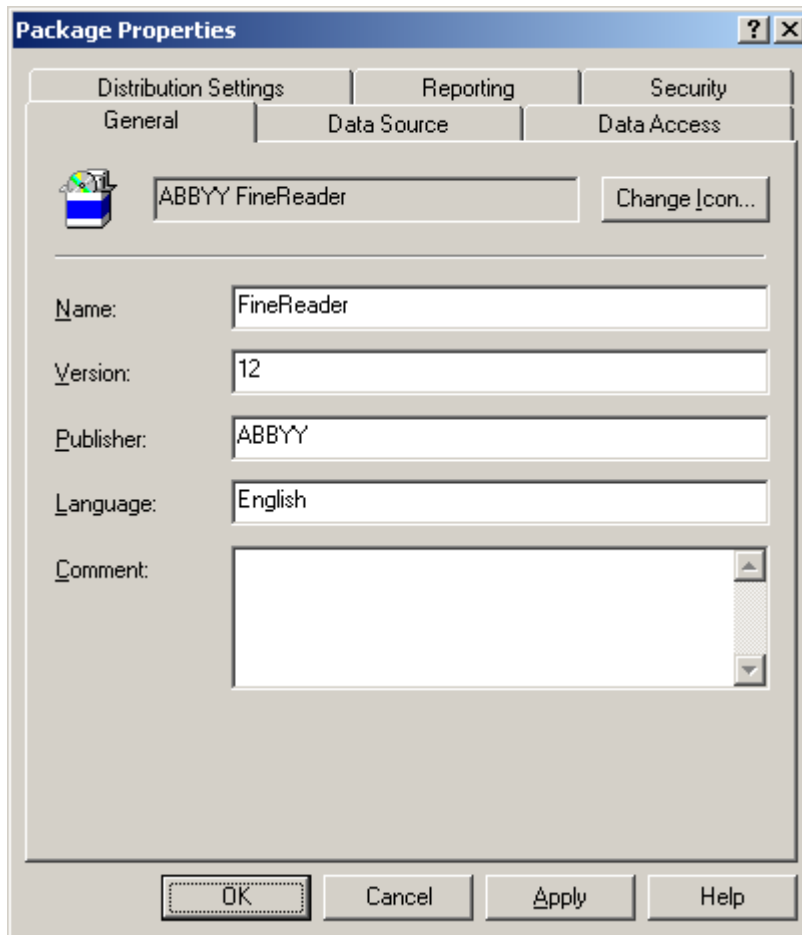 Package Properties
Distribution Settings Reporting Security
General Data Source Data Access
ABBYY FineReader Change Icon...
Name: FineReader
Version: 12
Publisher: ABBYY
Language: English
Comment:
OK Cancel Apply Help